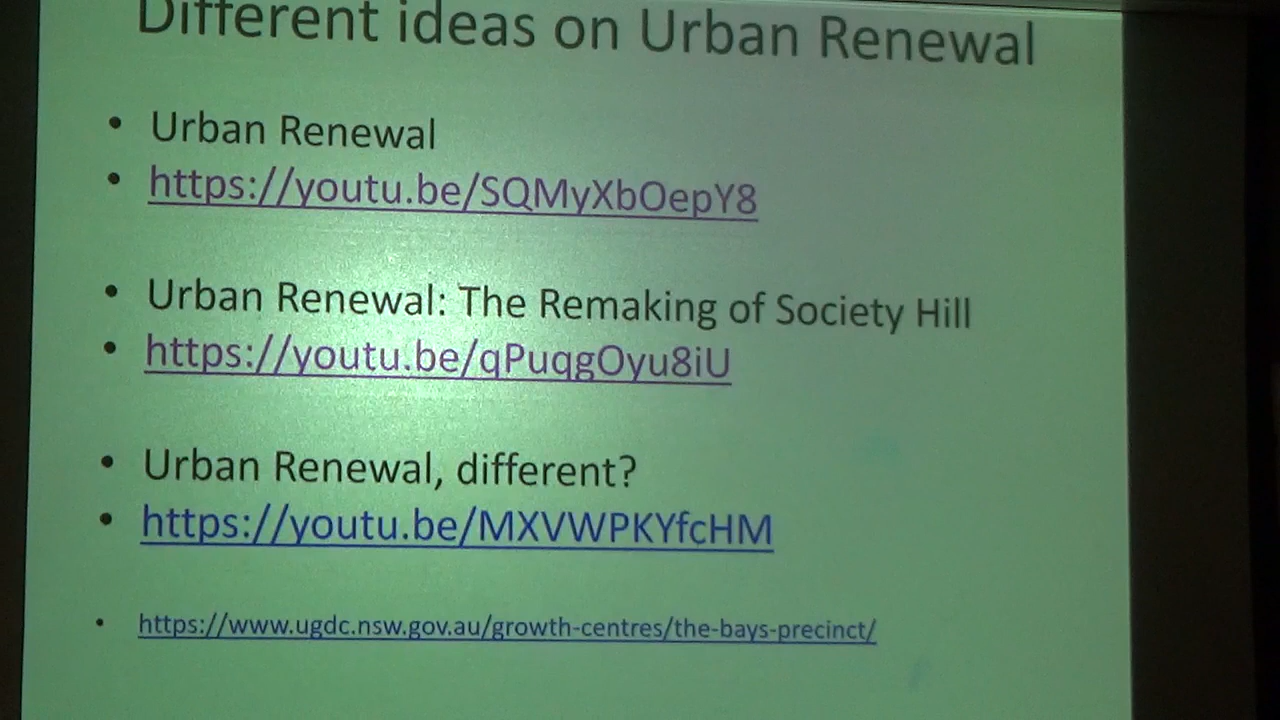 Different ideas on Urban Renewal
• Urban Renewal
• https://youtu.be/SQMyXbOepY8
• Urban Renewal: The Remaking of Society Hill
• https://youtu.be/qPuqgOyu8iU
• Urban Renewal, different?
• https://youtu.be/MXVWPKYfcHM
• https://www.ugdc.nsw.gov.au/growth-centres/the-bays-precinct/